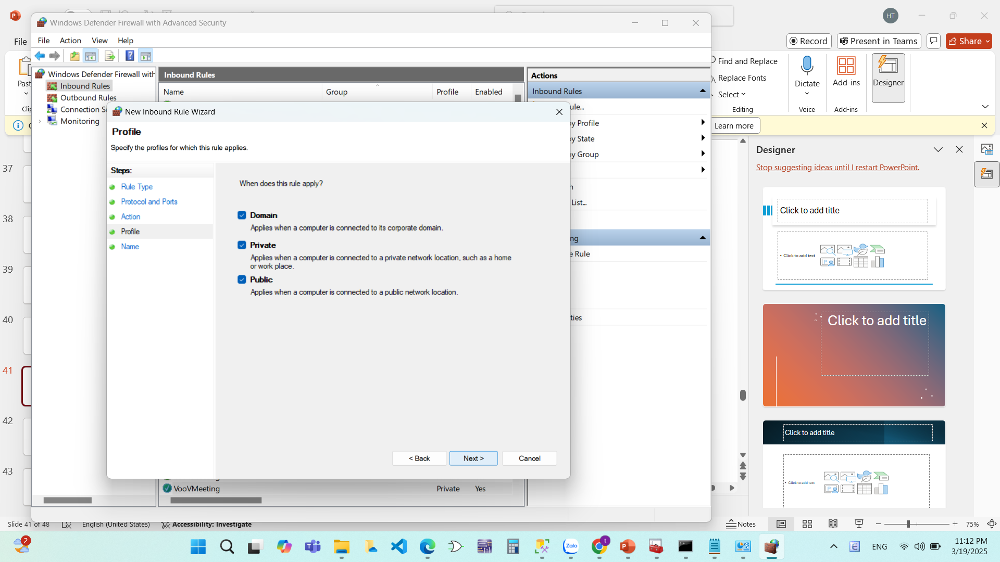 HT
Windows Defender Firewall with Advanced Security
File
File Action View Help
Record
Present in Teams
Share
Windows Defender Firewall with
Inbound Rules
Outbound Rules
Connection Se
Monitoring
Inbound Rules
Name Group Profile Enabled
Actions
Inbound Rules
ule...
by Profile
by State
by Group
List...
e Rule
ties
Past
Clip
Find and Replace
Replace Fonts
Select
Editing
Dictate
Voice
Add-ins
Add-ins
Designer
Learn more
New Inbound Rule Wizard
Profile
Specify the profiles for which this rule applies.
Steps:
Rule Type
Protocol and Ports
Action
Profile
Name
When does this rule apply?
Domain
Applies when a computer is connected to its corporate domain.
Private
Applies when a computer is connected to a private network location, such as a home
or work place.
Public
Applies when a computer is connected to a public network location.
< Back
Next >
Cancel
VooVMeeting Private Yes
37
38
39
40
41
42
43
Designer
Stop suggesting ideas until I restart PowerPoint.
Click to add title
• Click to add text
Click to add title
Click to add title
• Click to add text
Slide 41 of 48
English (United States)
Accessibility: Investigate
Notes
75%
2
Zalo
t
ENG
11:12 PM
3/19/2025